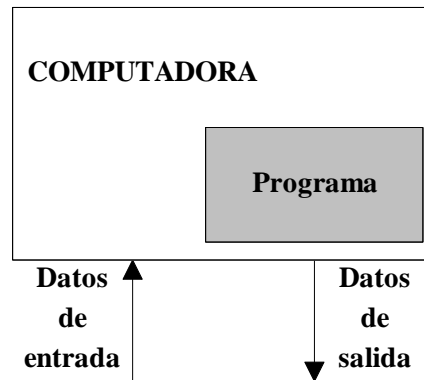 COMPUTADORA
Programa
Datos
de
entrada
Datos
de
salida